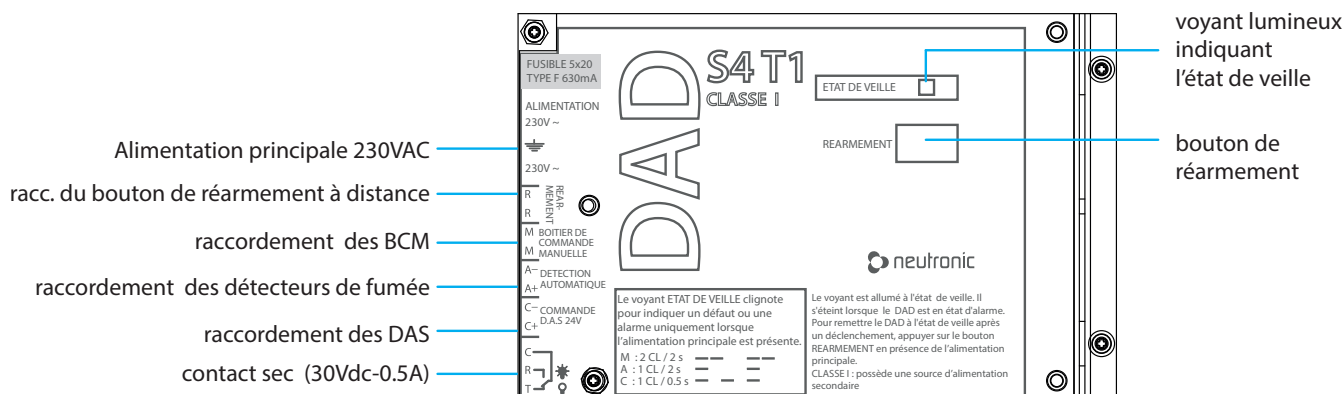 Alimentation principale 230VAC
racc. du bouton de réarmement à distance
raccordement des BCM
raccordement des détecteurs de fumée
raccordement des DAS
contact sec (30Vdc-0.5A)
FUSIBLE 5x20
TYPE F 630mA
ALIMENTATION
230V ~
230V ~
R
R
REAR-
MEMENT
M
M
BOITIER DE
COMMANDE
MANUELLE
A−
A+
DETECTION
AUTOMATIQUE
C−
C+
COMMANDE
D.A.S 24V
C
R
T
DAD
S4 T1
CLASSE I
ETAT DE VEILLE
REARMEMENT
neutronic
Le voyant ETAT DE VEILLE clignote
pour indiquer un défaut ou une
alarme uniquement lorsque
l'alimentation principale est présente.
M : 2 CL / 2 s
A : 1 CL / 2 s
C : 1 CL / 0.5 s
Le voyant est allumé à l'état de veille. Il
s'éteint lorsque le DAD est en état d'alarme.
Pour remettre le DAD à l'état de veille après
un déclenchement, appuyer sur le bouton
REARMEMENT en présence de l'alimentation
principale.
CLASSE I : possède une source d'alimentation
secondaire
voyant lumineux
indiquant
l'état de veille
bouton de
réarmement